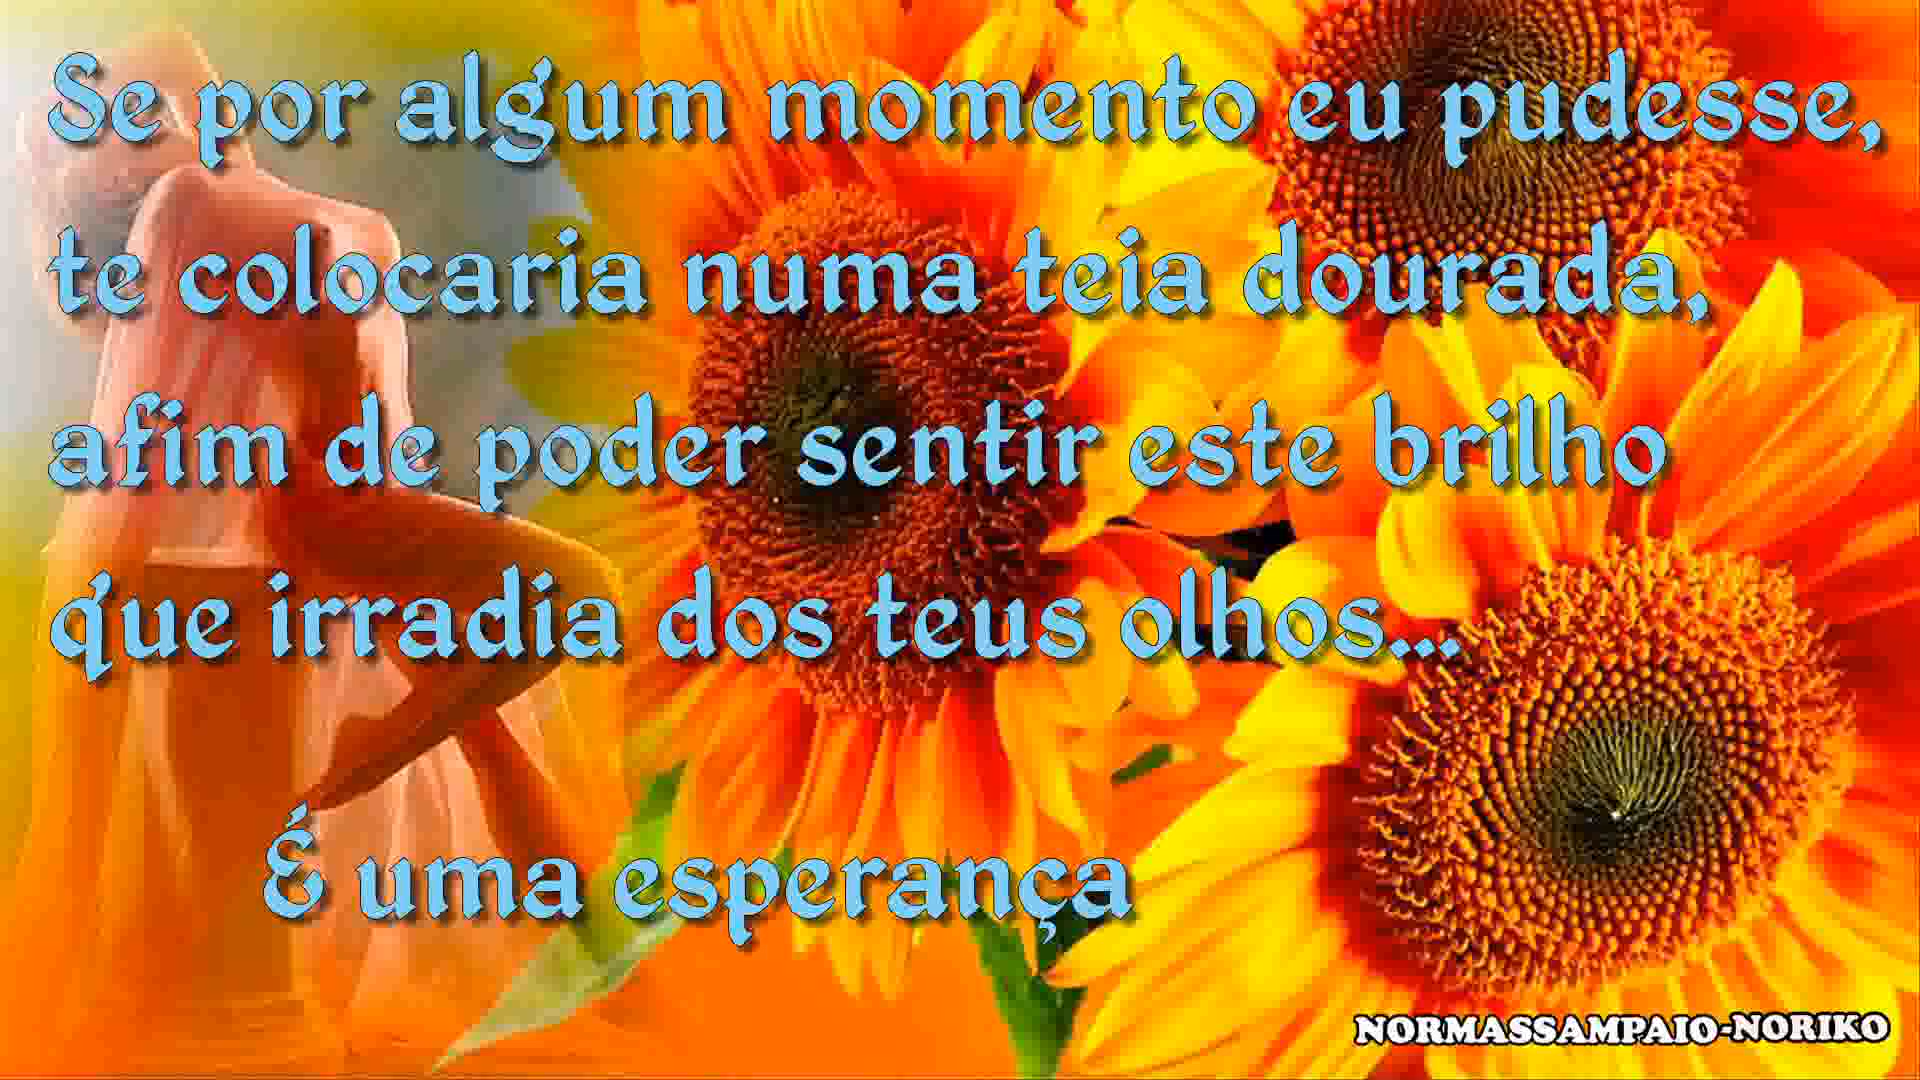 Se por algum momento eu pudesse,
te colocaria numa teia dourada,
afim de poder sentir este brilho
que irradia dos teus olhos...
É uma esperança
NORMASSAMPAIO-NORIKO